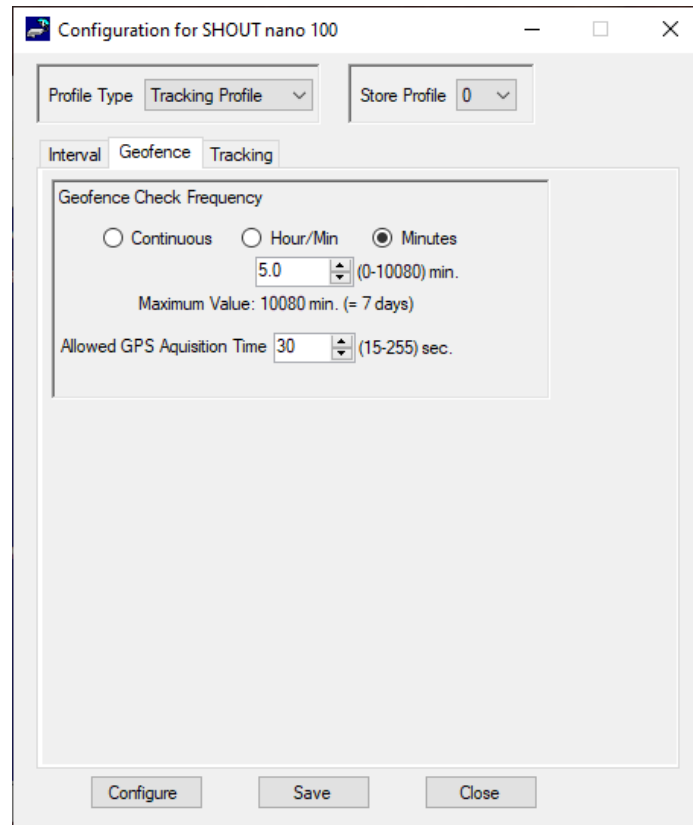 Configuration for SHOUT nano 100
Profile Type Tracking Profile Store Profile 0
Interval Geofence Tracking
Geofence Check Frequency
Continuous Hour/Min Minutes
5.0 (0-10080) min.
Maximum Value: 10080 min. (= 7 days)
Allowed GPS Aquisition Time 30 (15-255) sec.
Configure Save Close